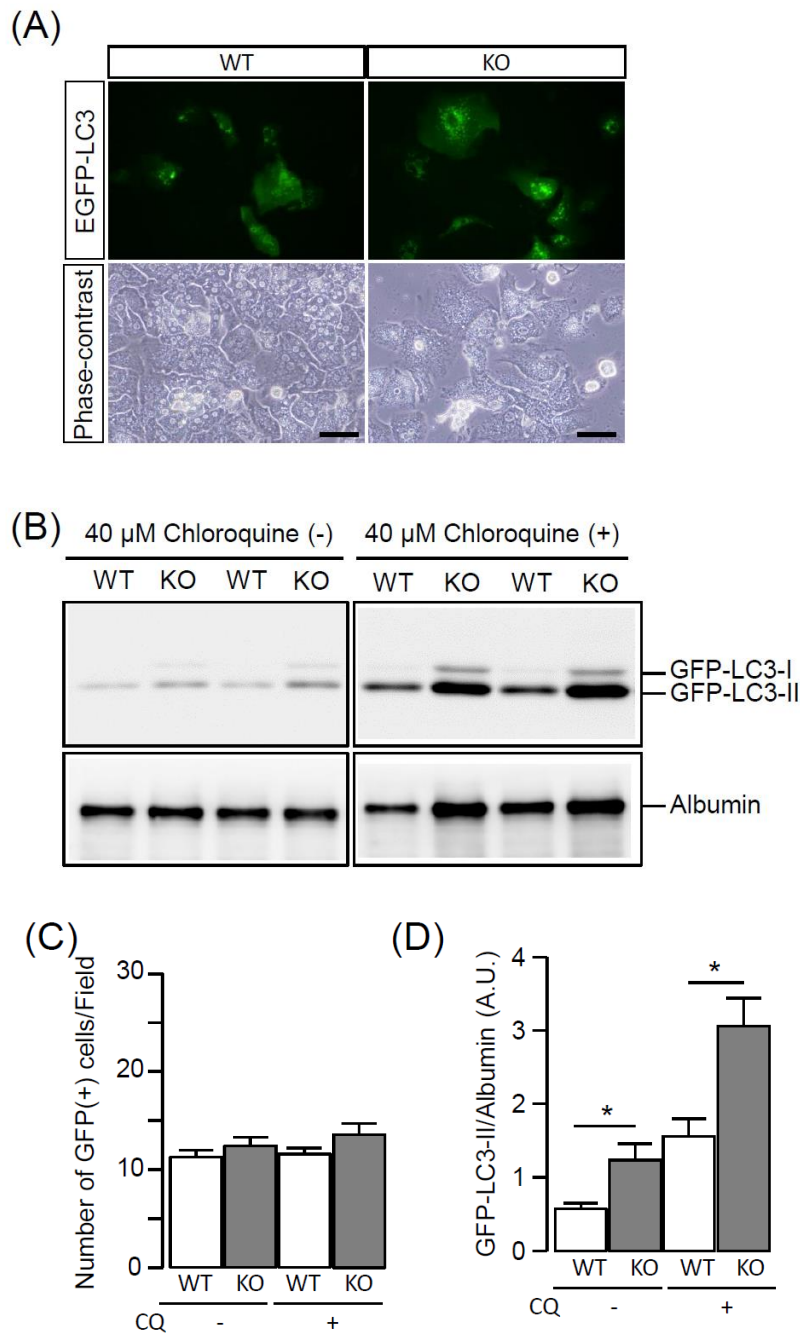 (A)
WT KO
EGFP-LC3
Phase-contrast
(B)
40 µM Chloroquine (-) 40 µM Chloroquine (+)
WT KO WT KO WT KO WT KO
GFP-LC3-I
GFP-LC3-II
Albumin
(C)
Number of GFP(+) cells/Field
30
20
10
0
WT KO WT KO
CQ - +
(D)
GFP-LC3-II/Albumin (A.U.)
4
3
2
1
0
*
*
WT KO WT KO
CQ - +